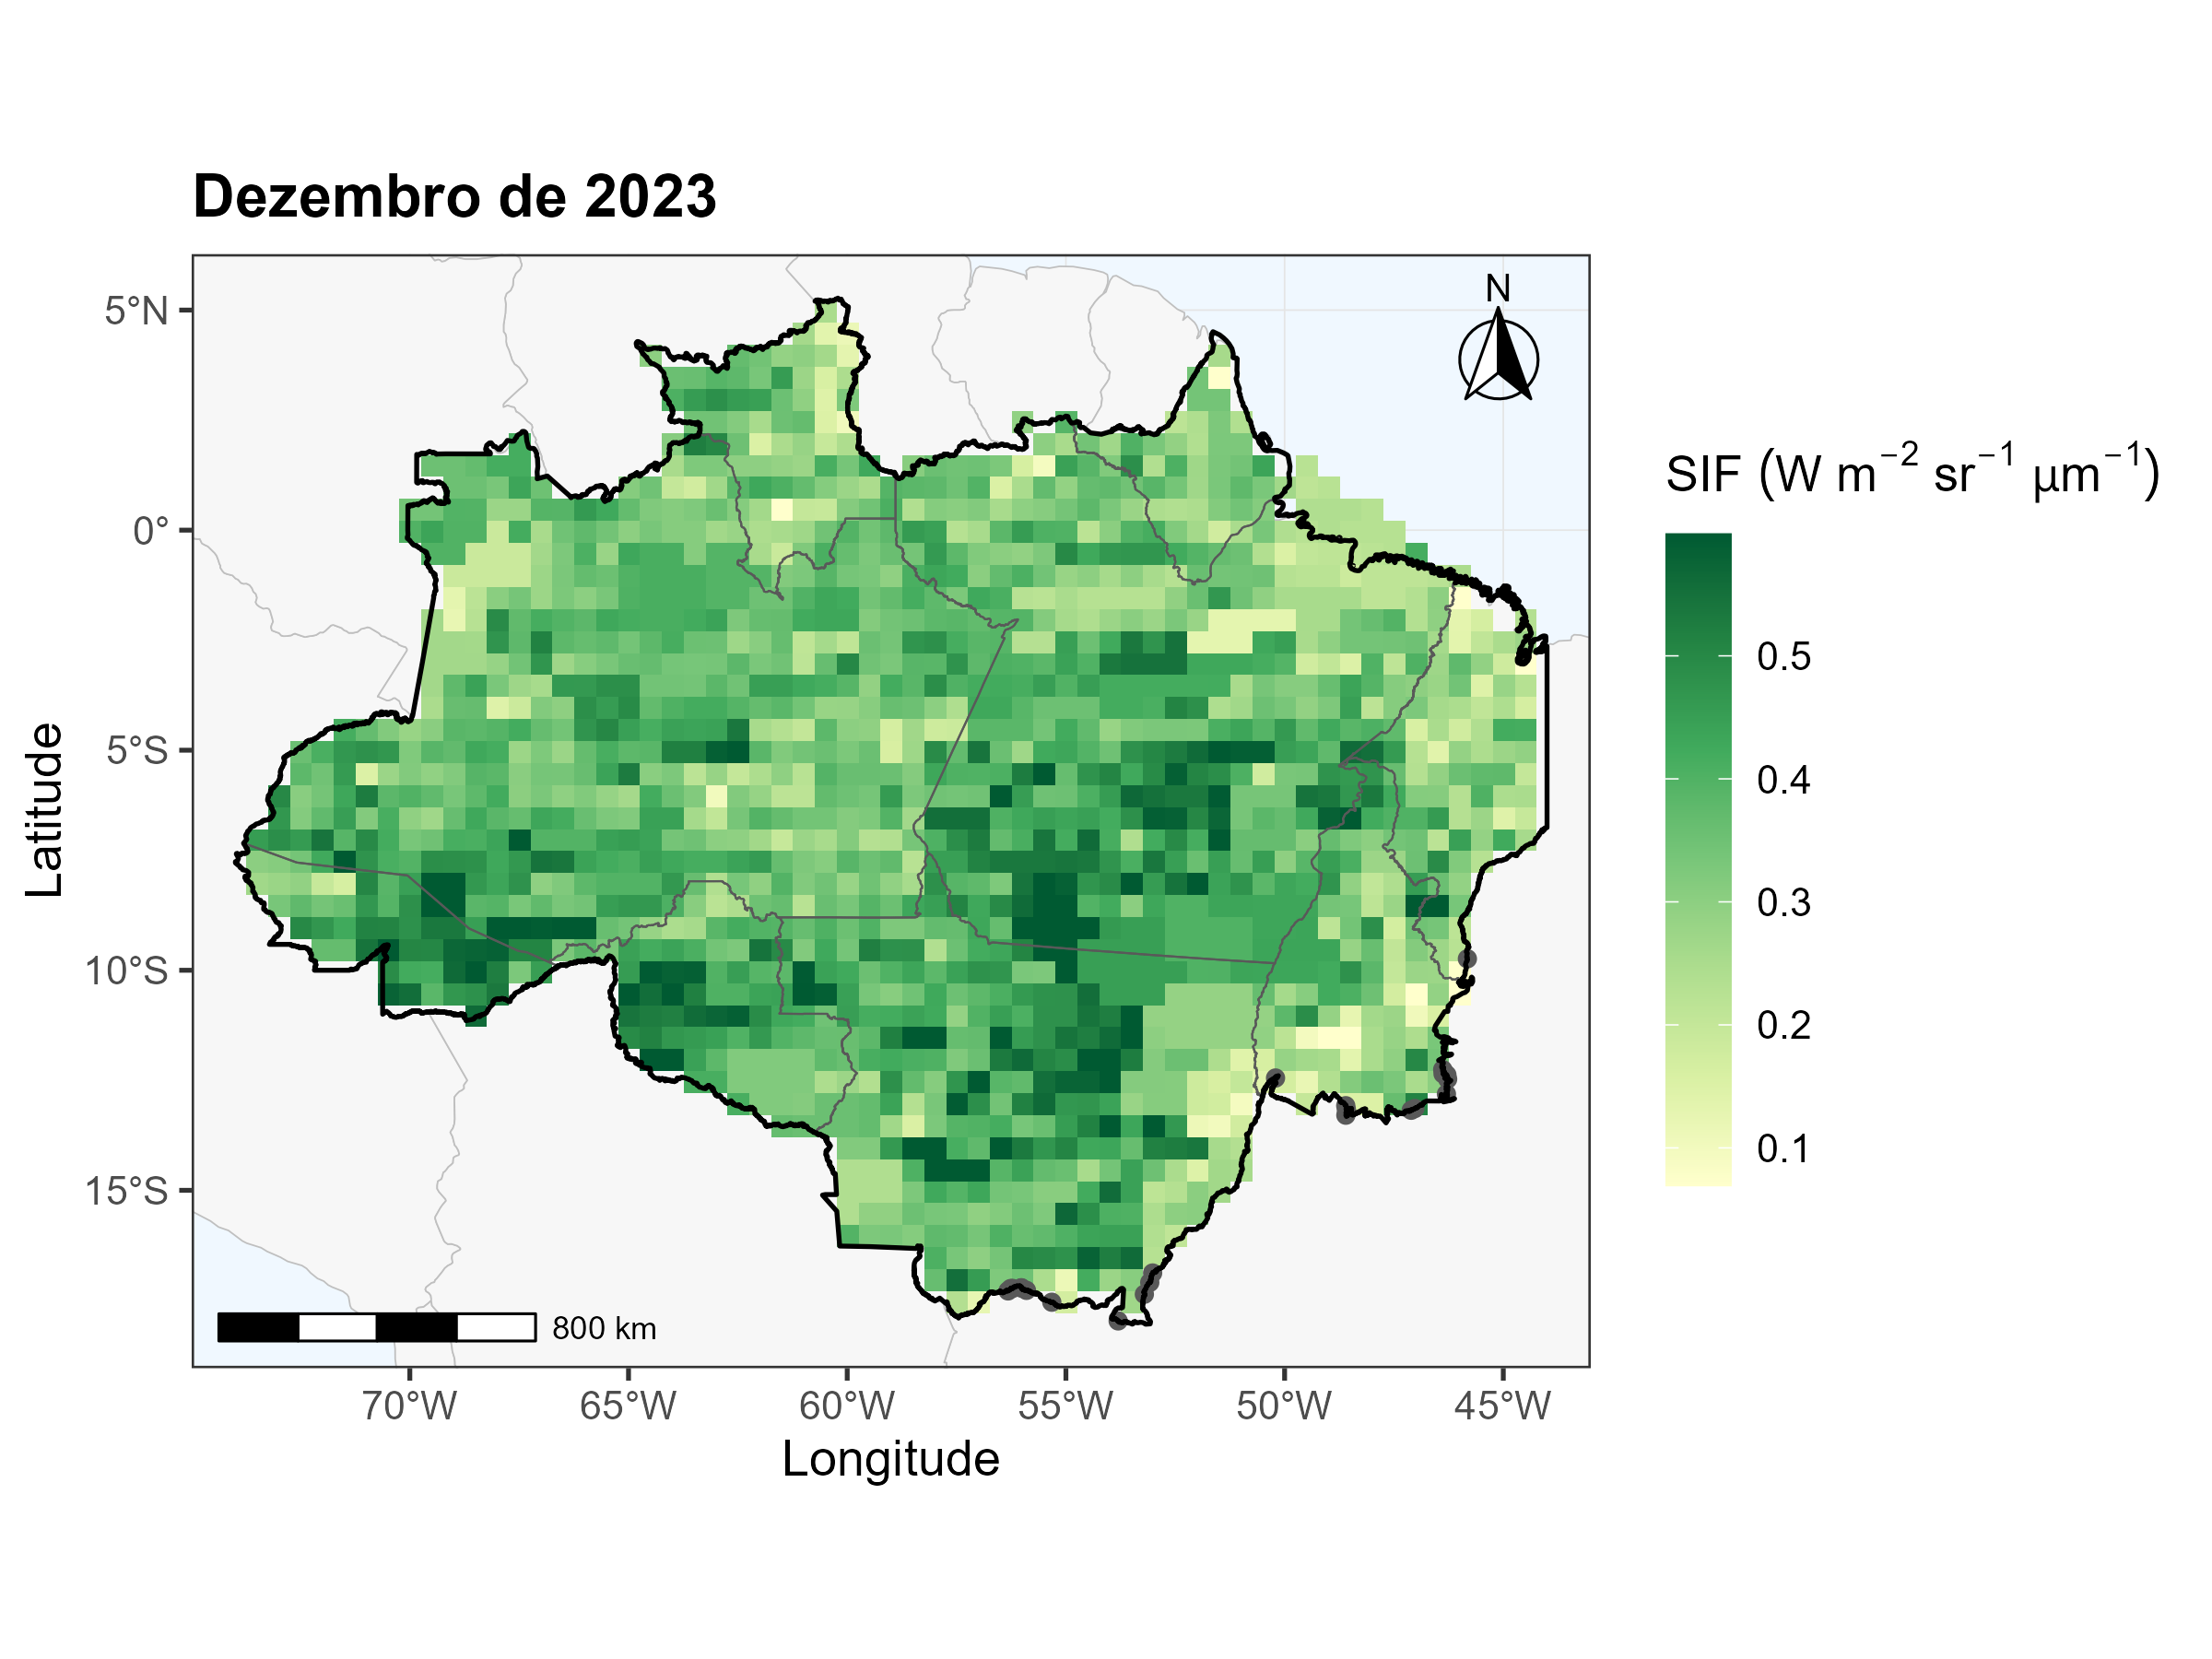 Dezembro de 2023
N
5°N
0°
5°S
10°S
15°S
Latitude
800 km
70°W 65°W 60°W 55°W 50°W 45°W
Longitude
SIF (W m⁻² sr⁻¹ μm⁻¹)
0.5
0.4
0.3
0.2
0.1